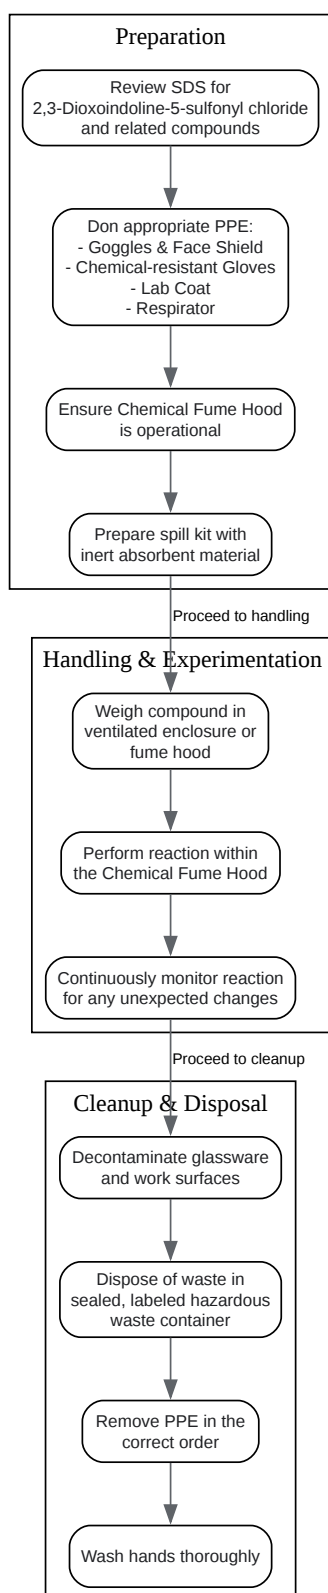 Preparation
Review SDS for
2,3-Dioxoindoline-5-sulfonyl chloride
and related compounds
Don appropriate PPE:
- Goggles & Face Shield
- Chemical-resistant Gloves
- Lab Coat
- Respirator
Ensure Chemical Fume Hood
is operational
Prepare spill kit with
inert absorbent material
Proceed to handling
Handling & Experimentation
Weigh compound in
ventilated enclosure or
fume hood
Perform reaction within
the Chemical Fume Hood
Continuously monitor reaction
for any unexpected changes
Proceed to cleanup
Cleanup & Disposal
Decontaminate glassware
and work surfaces
Dispose of waste in
sealed, labeled hazardous
waste container
Remove PPE in the
correct order
Wash hands thoroughly